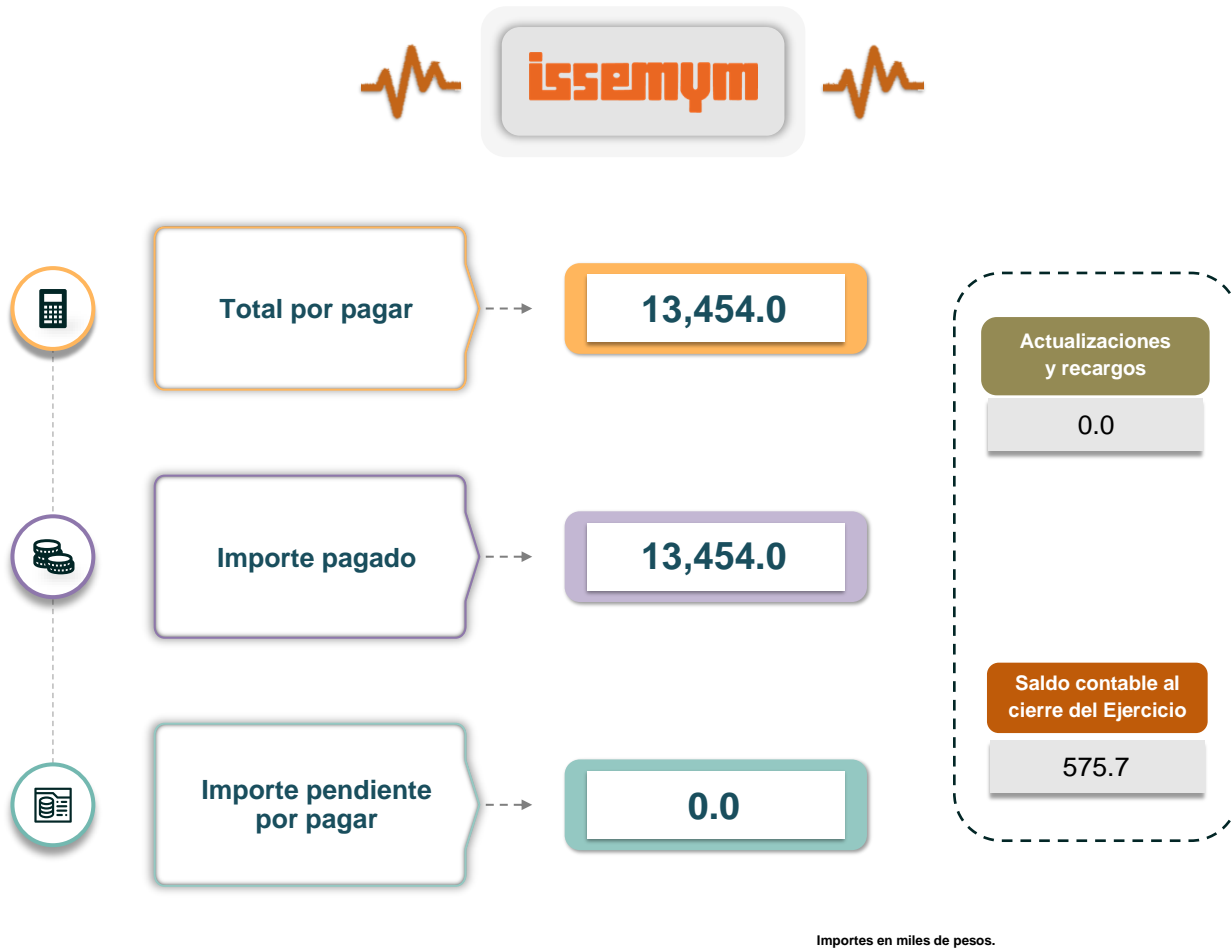 issemym
Total por pagar
13,454.0
Actualizaciones
y recargos
0.0
Importe pagado
13,454.0
Saldo contable al
cierre del Ejercicio
575.7
Importe pendiente
por pagar
0.0
Importes en miles de pesos.